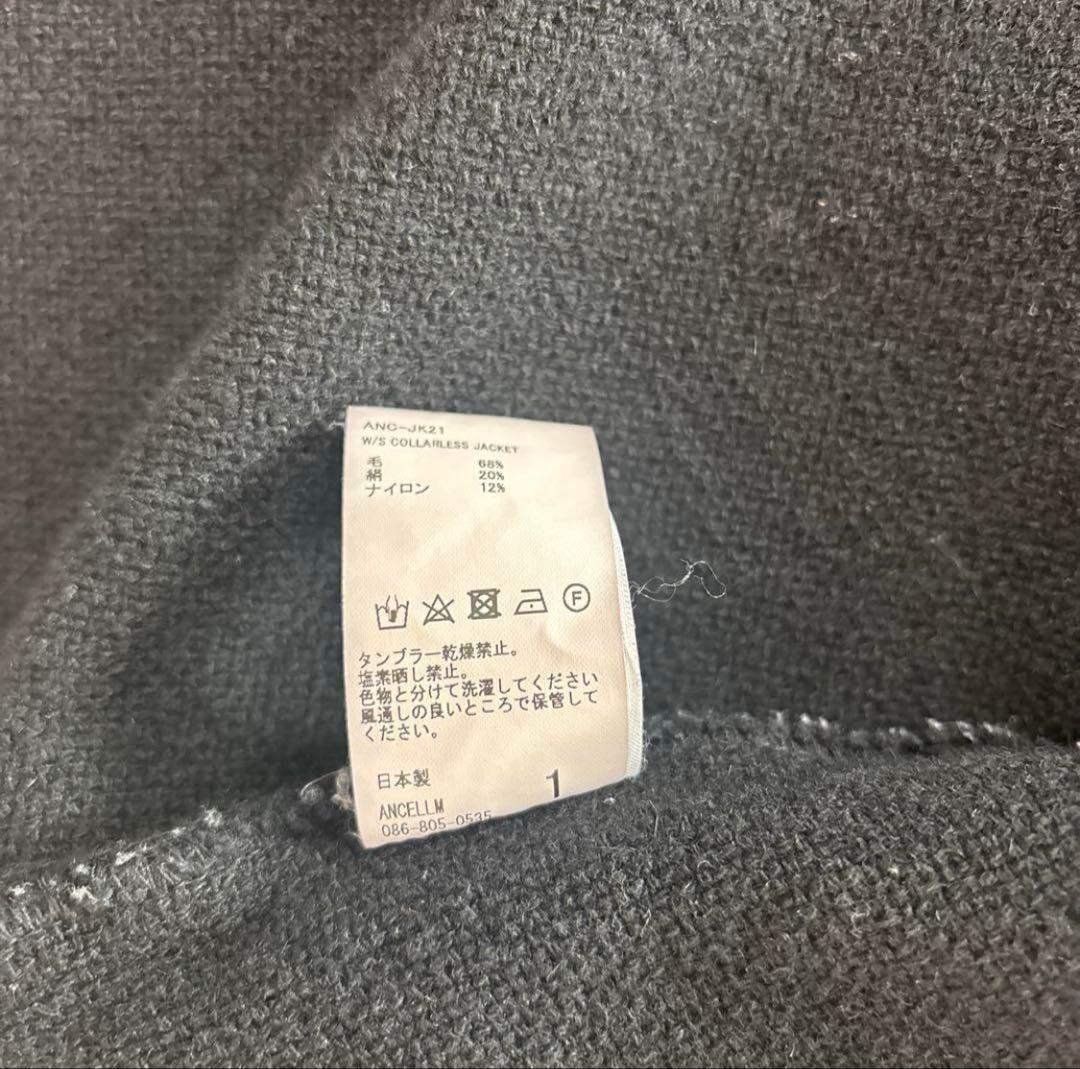 ANC-JK21
W/S COLLARLESS JACKET
毛 68%
絹 20%
ナイロン 12%
F
タンブラー乾燥禁止。
塩素晒し禁止。
色物と分けて洗濯してください
風通しの良いところで保管して
ください。
日本製 1
ANCELLM
086-805-0535